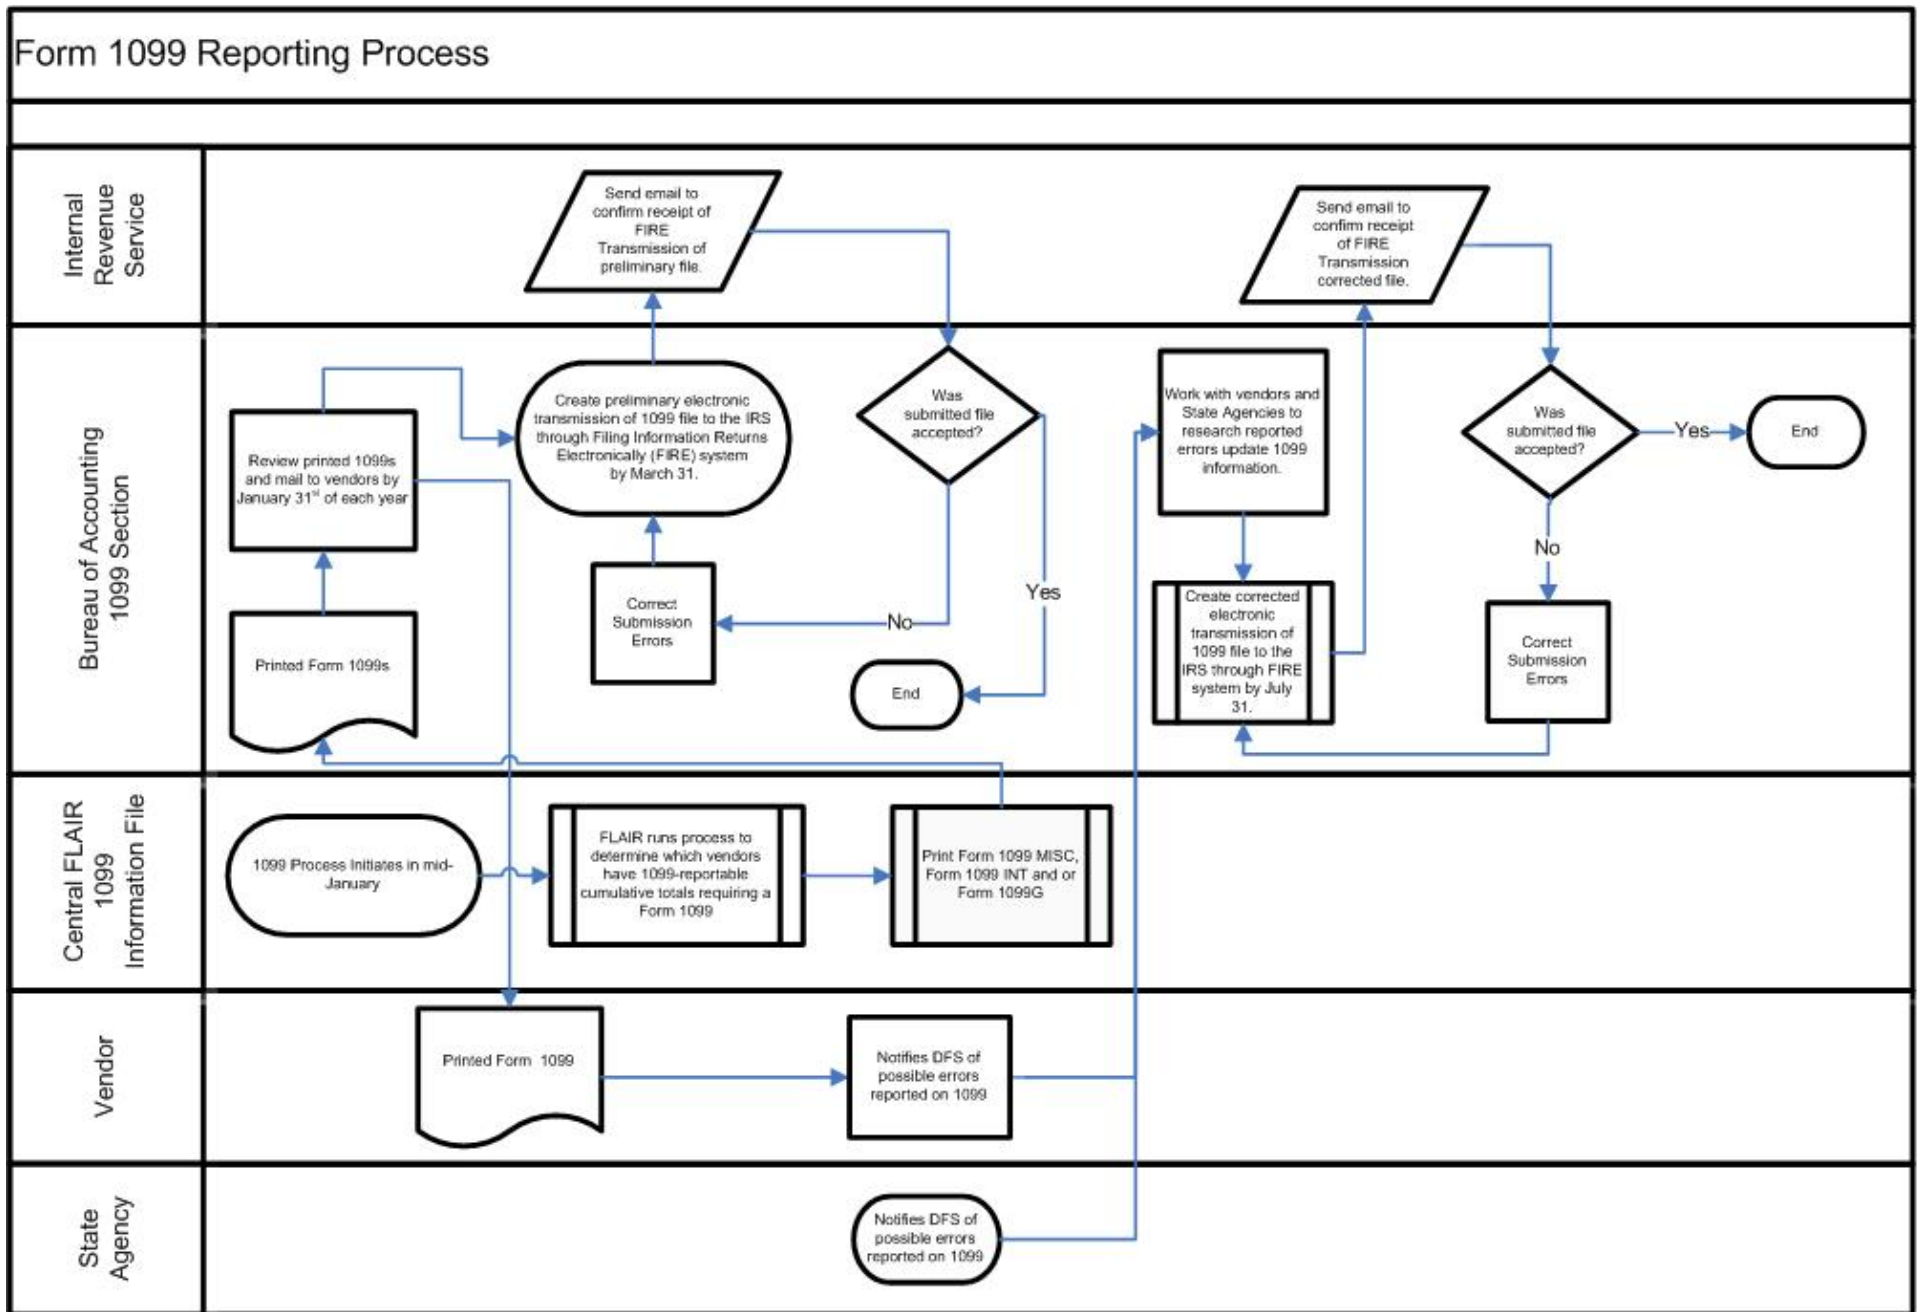 Form 1099 Reporting Process
Internal
Revenue
Service
Send email to
confirm receipt of
FIRE
Transmission of
preliminary file.
Send email to
confirm receipt
of FIRE
Transmission
corrected file.
Bureau of Accounting
1099 Section
Review printed 1099s
and mail to vendors by
January 31st of each year
Printed Form 1099s
Create preliminary electronic
transmission of 1099 file to the IRS
through Filing Information Returns
Electronically (FIRE) system
by March 31.
Correct
Submission
Errors
Was
submitted file
accepted?
No
Yes
End
Work with vendors and
State Agencies to
research reported
errors update 1099
information.
Create corrected
electronic
transmission of
1099 file to the
IRS through FIRE
system by July
31.
Was
submitted file
accepted?
Yes
End
No
Correct
Submission
Errors
Central FLAIR
1099
Information File
1099 Process Initiates in mid-
January
FLAIR runs process to
determine which vendors
have 1099-reportable
cumulative totals requiring a
Form 1099
Print Form 1099 MISC,
Form 1099 INT and or
Form 1099G
Vendor
Printed Form 1099
Notifies DFS of
possible errors
reported on 1099
State
Agency
Notifies DFS of
possible errors
reported on 1099